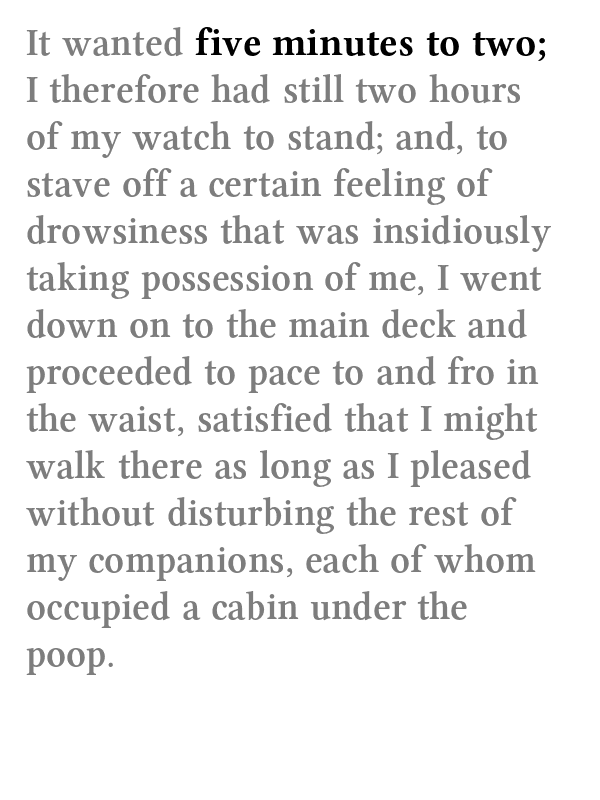 It wanted five minutes to two;
I therefore had still two hours
of my watch to stand; and, to
stave off a certain feeling of
drowsiness that was insidiously
taking possession of me, I went
down on to the main deck and
proceeded to pace to and fro in
the waist, satisfied that I might
walk there as long as I pleased
without disturbing the rest of
my companions, each of whom
occupied a cabin under the
poop.